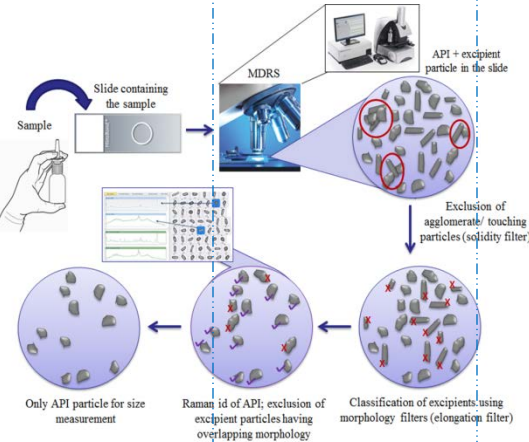 MDRS
API + excipient
particle in the slide
Slide containing
the sample
Sample
Exclusion of
agglomerate/ touching
particles (solidity filter)
Only API particle for size
measurement
Raman id of API; exclusion of
excipient particles having
overlapping morphology
Classification of excipients using
morphology filters (elongation filter)